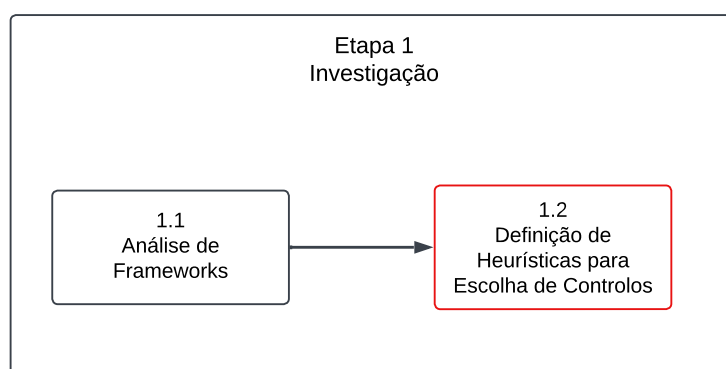 Etapa 1
Investigação
1.1
Análise de
Frameworks
1.2
Definição de
Heurísticas para
Escolha de Controlos